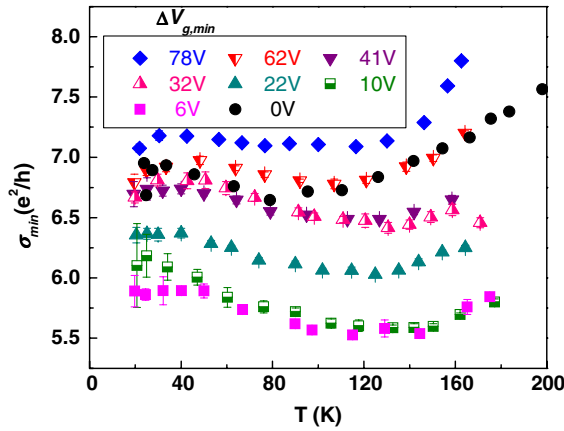 ΔV_g,min
78V 62V 41V
32V 22V 10V
6V 0V
8.0
7.5
7.0
6.5
6.0
5.5
σ_min(e²/h)
0 40 80 120 160 200
T (K)